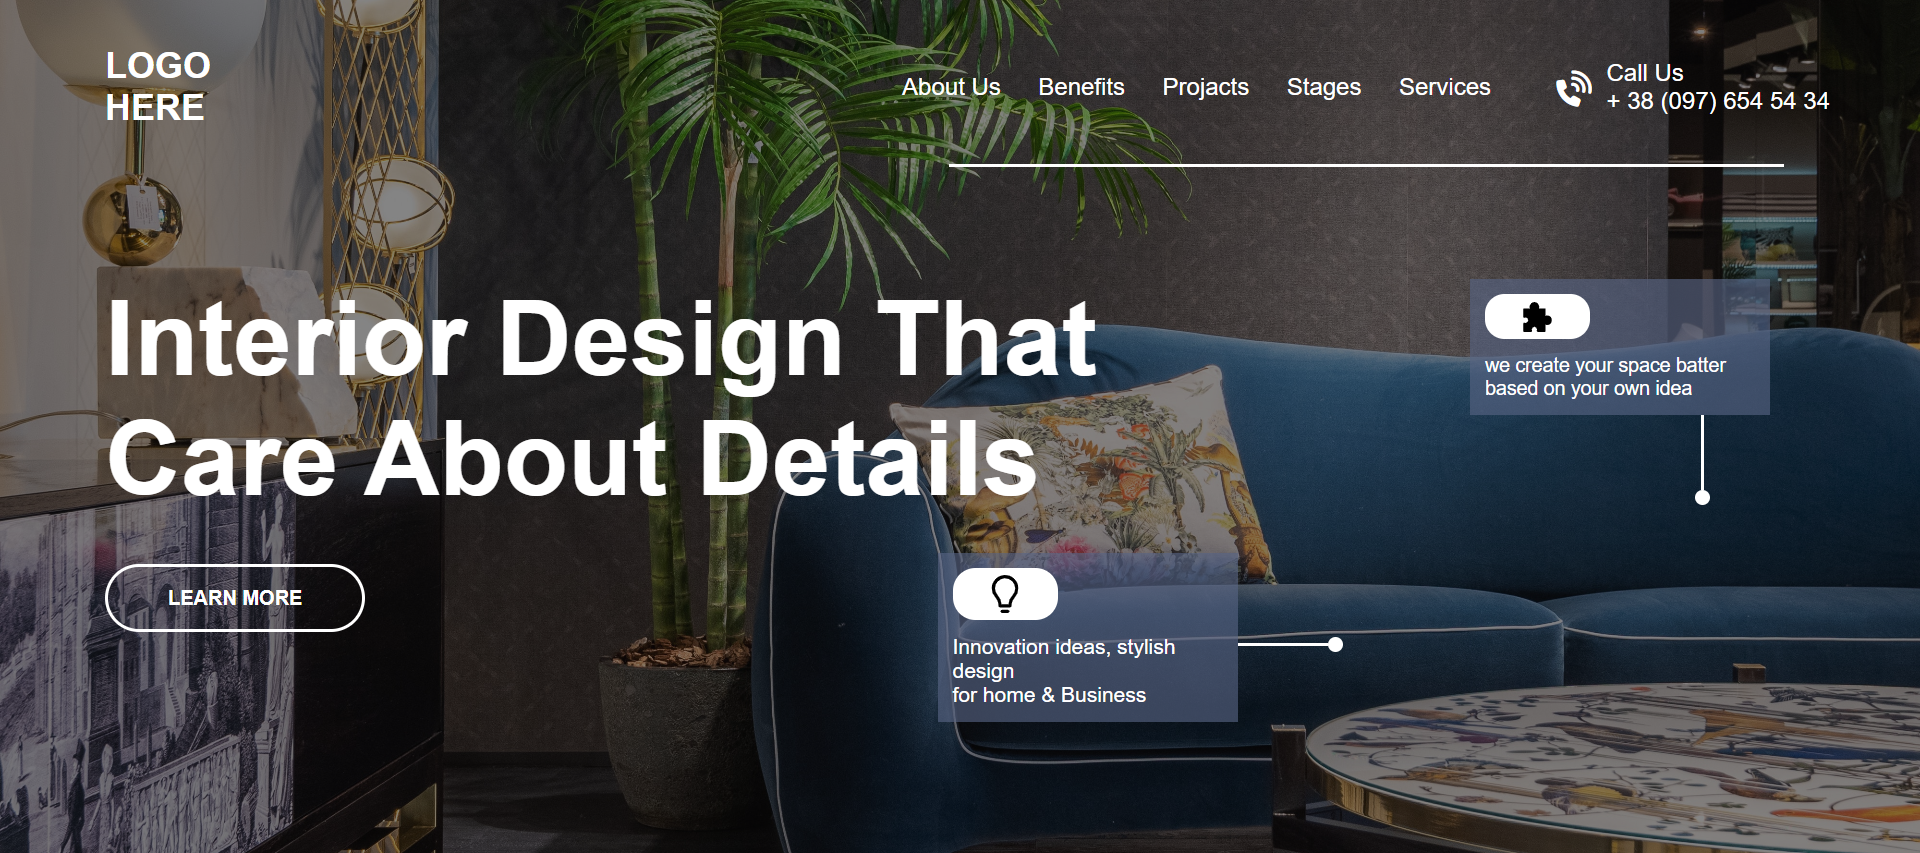 LOGO
HERE
About Us
Benefits
Projects
Stages
Services
Call Us
+ 38 (097) 654 54 34
Interior Design That
Care About Details
LEARN MORE
we create your space batter
based on your own idea
Innovation ideas, stylish
design
for home & Business